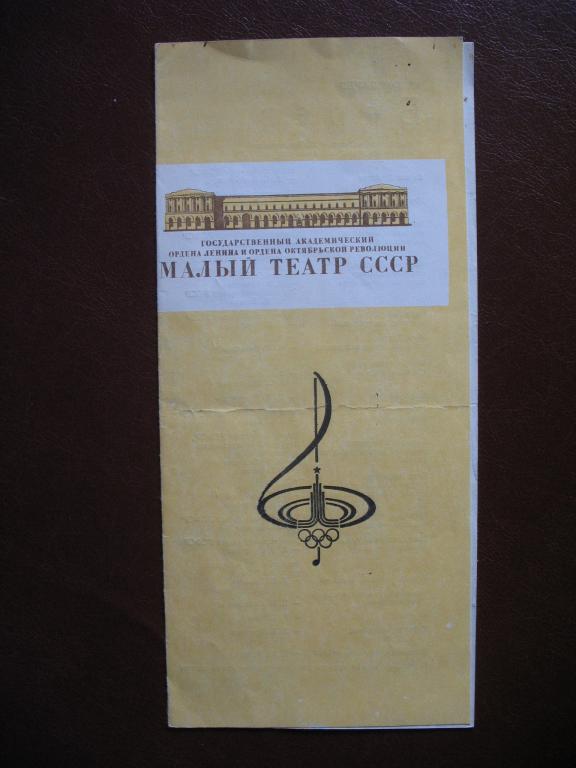 ГОСУДАРСТВЕННЫЙ АКАДЕМИЧЕСКИЙ
ОРДЕНА ЛЕНИНА И ОРДЕНА ОКТЯБРЬСКОЙ РЕВОЛЮЦИИ
МАЛЫЙ ТЕАТР СССР